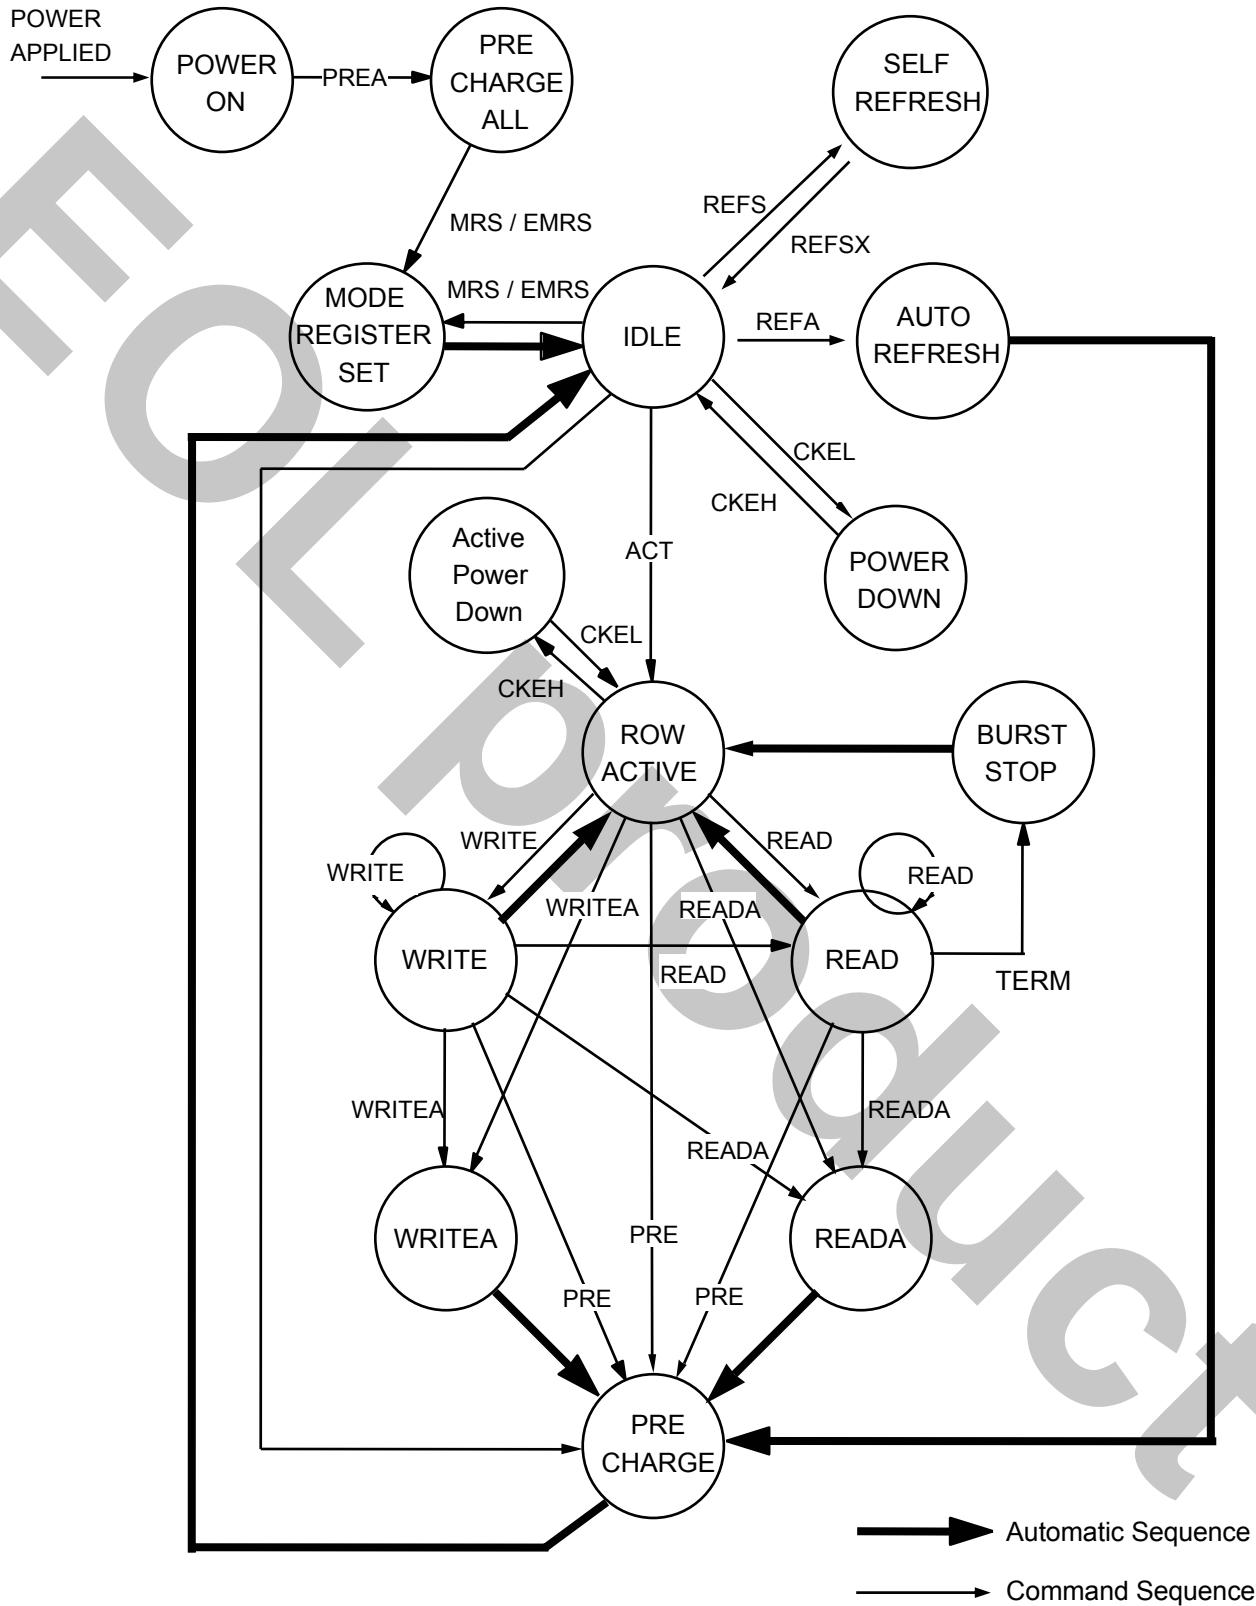 POWER
APPLIED
POWER
ON
PREA
PRE
CHARGE
ALL
SELF
REFRESH
MRS / EMRS
REFS
REFSX
MODE
REGISTER
SET
MRS / EMRS
IDLE
REFA
AUTO
REFRESH
CKEL
CKEH
POWER
DOWN
ACT
Active
Power
Down
CKEL
CKEH
ROW
ACTIVE
BURST
STOP
WRITE
READ
WRITE
READ
WRITEA
READA
WRITE
READ
READ
TERM
WRITEA
READA
READA
WRITEA
READA
PRE
PRE
PRE
PRE
CHARGE
Automatic Sequence
Command Sequence
EOL product